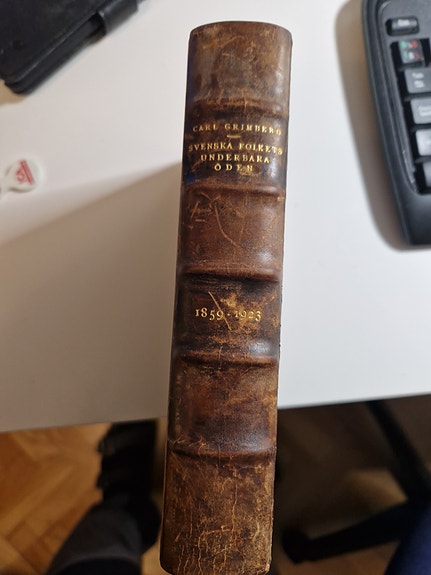 CARL GRIMBERG
SVENSKA FOLKETS
UNDERBARA
ÖDEN
1859-1923